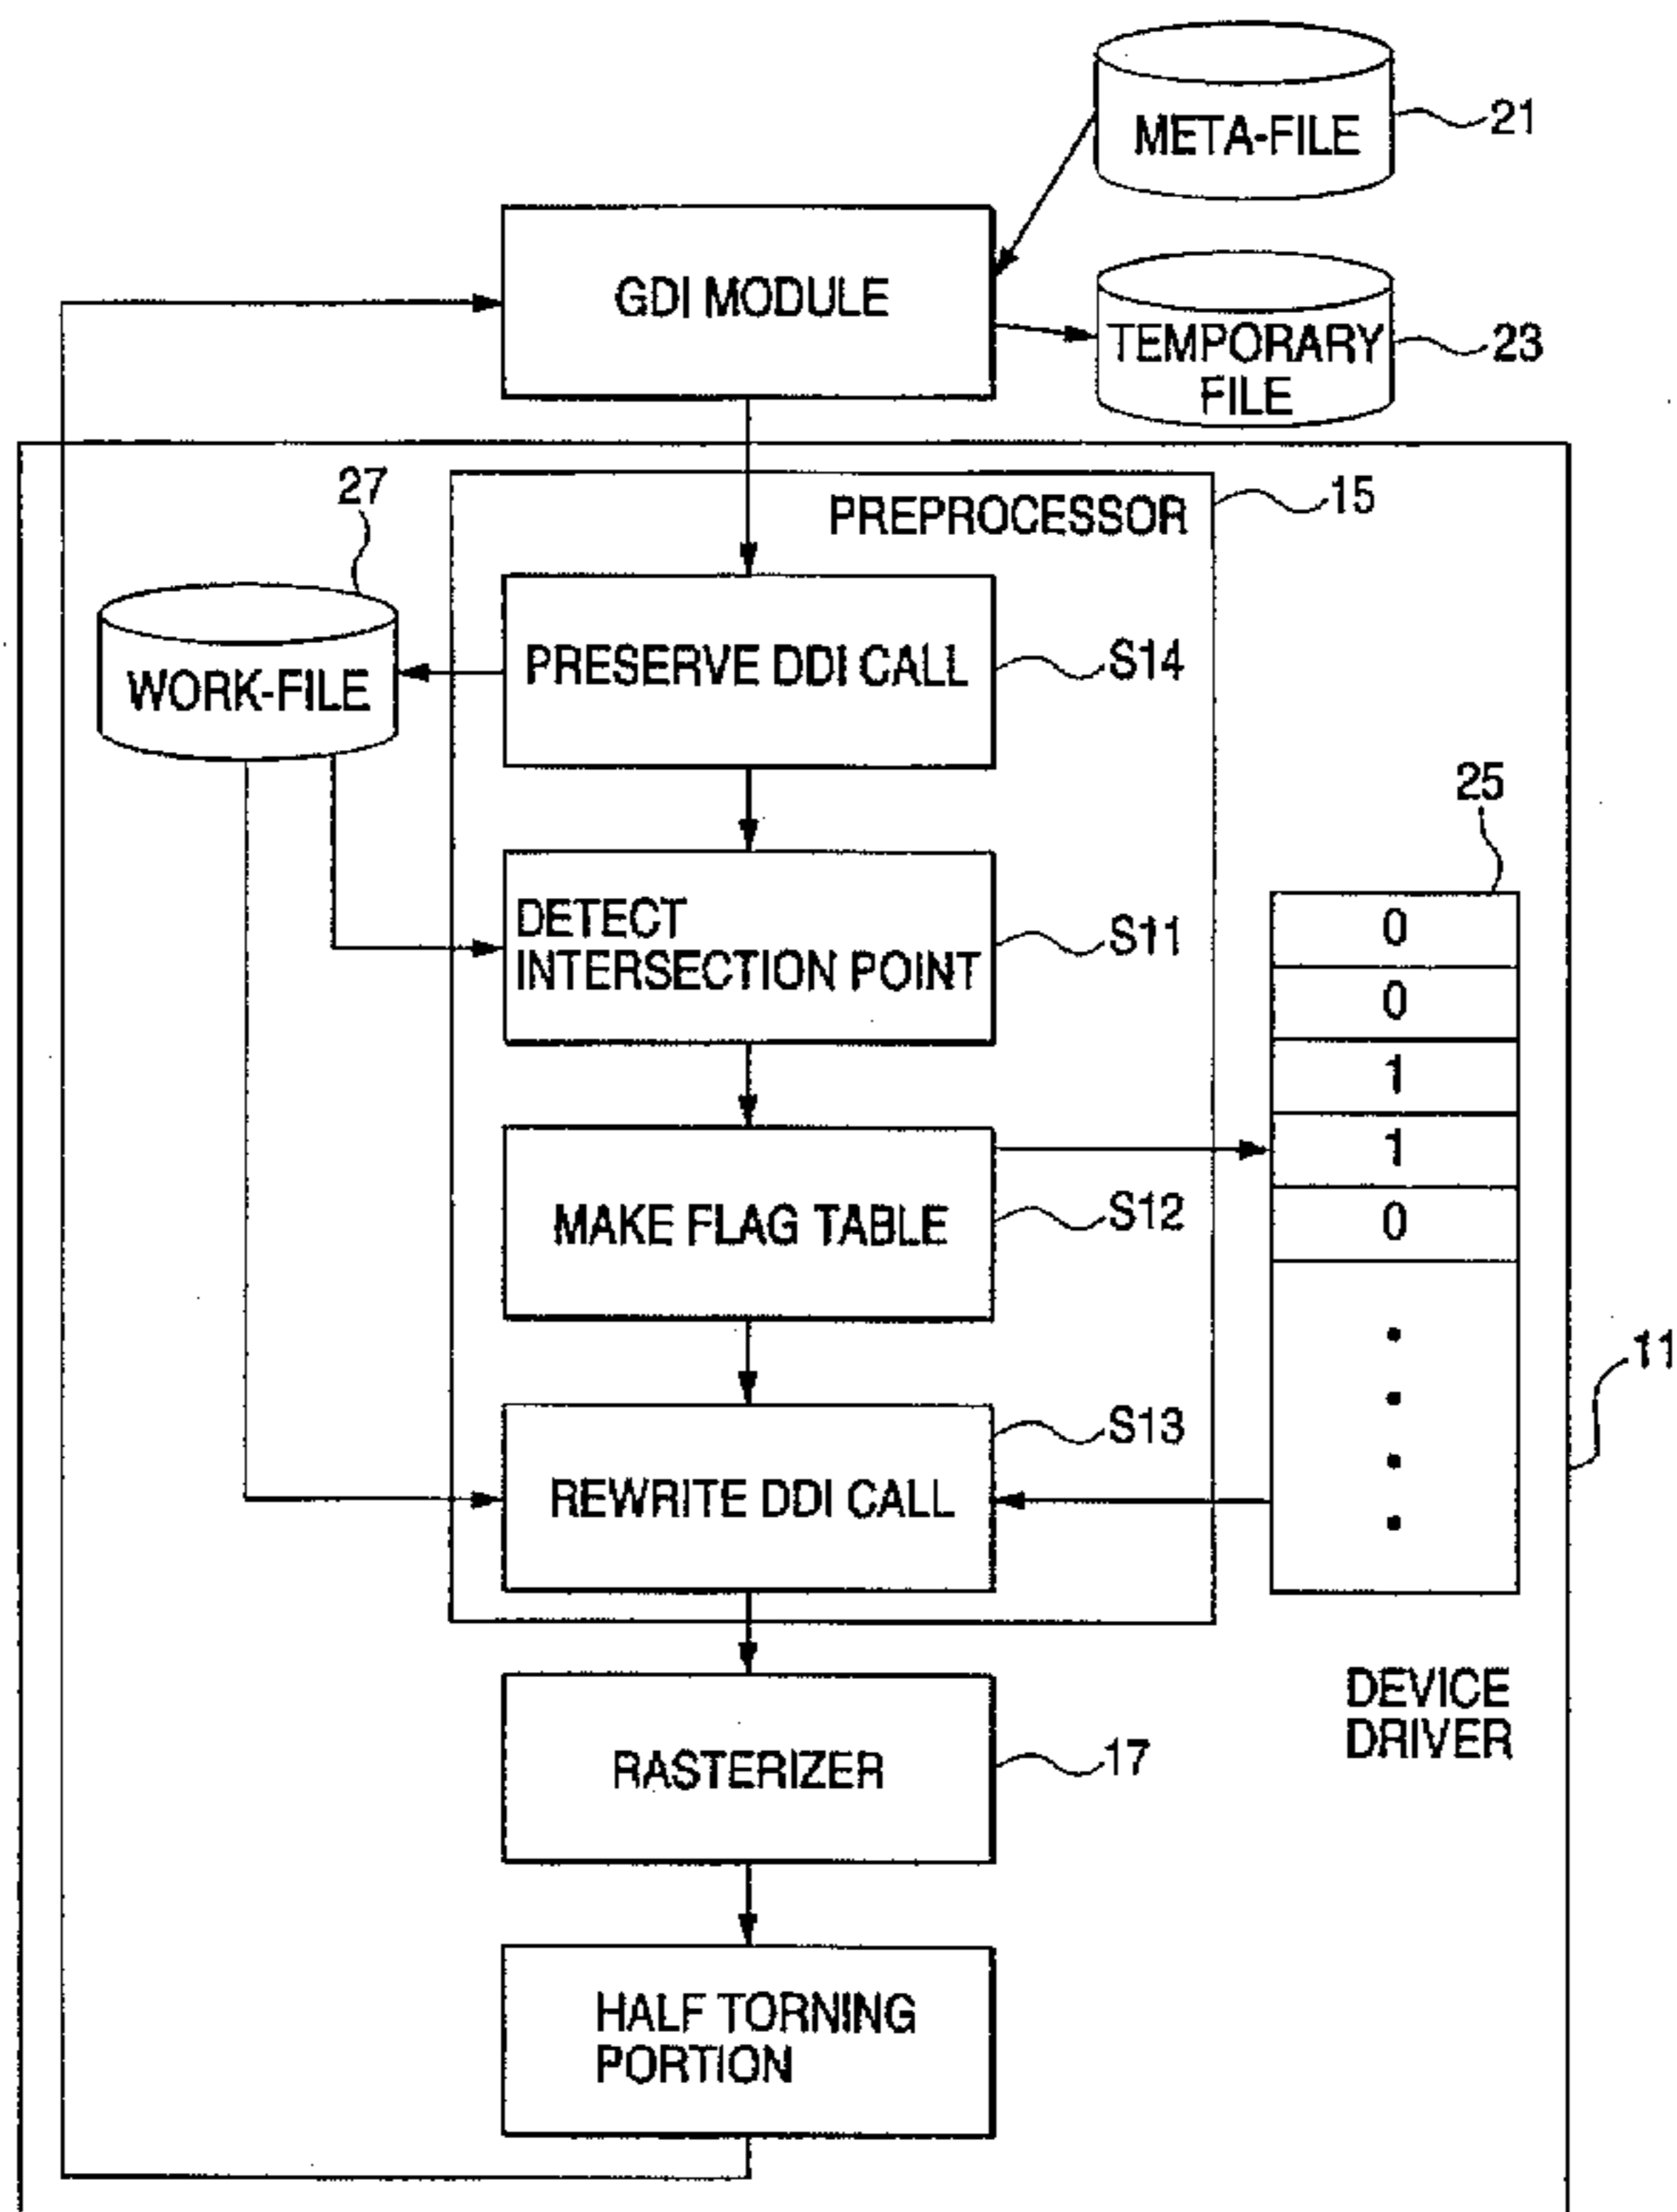 META-FILE
21
GDI MODULE
TEMPORARY
FILE
23
27
PREPROCESSOR
15
WORK-FILE
PRESERVE DDI CALL
S14
25
DETECT
INTERSECTION POINT
S11
0
0
1
1
0
MAKE FLAG TABLE
S12
11
REWRITE DDI CALL
S13
DEVICE
DRIVER
RASTERIZER
17
HALF TORNING
PORTION